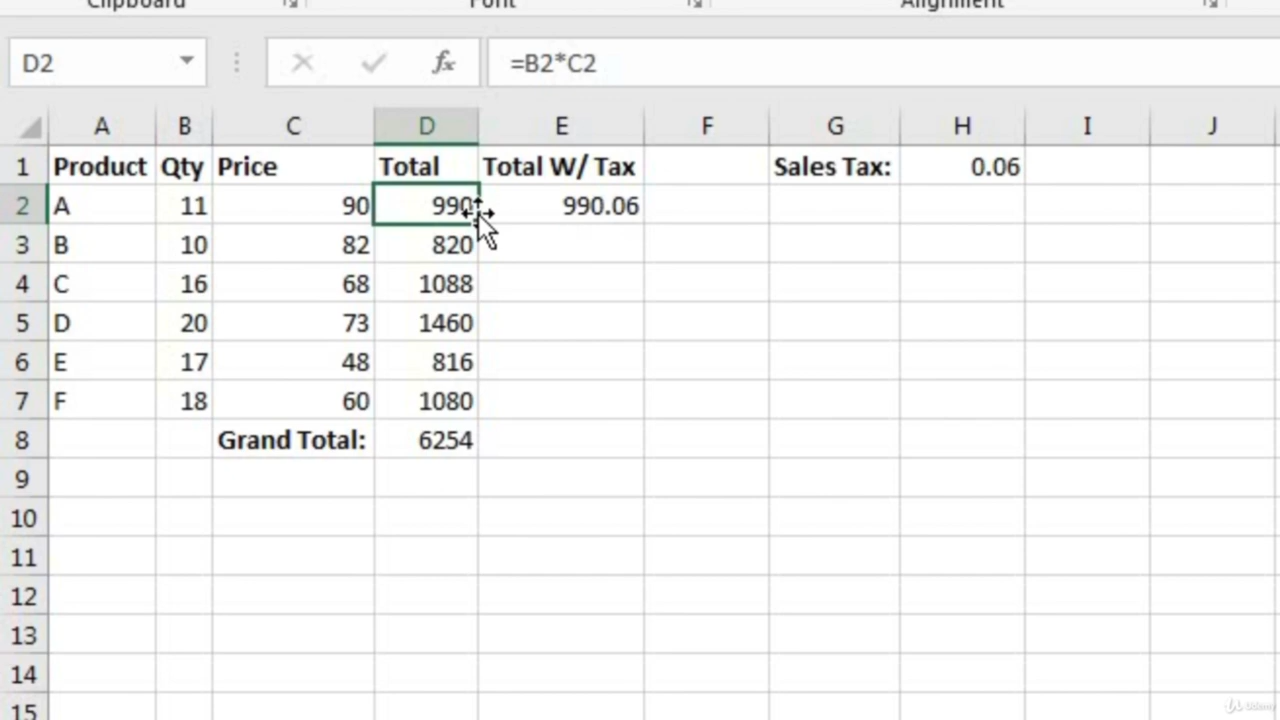 Clipboard Font Alignment
D2 fx =B2*C2
A B C D E F G H I J
1 Product Qty Price Total Total W/ Tax Sales Tax: 0.06
2 A 11 90 990 990.06
3 B 10 82 820
4 C 16 68 1088
5 D 20 73 1460
6 E 17 48 816
7 F 18 60 1080
8 Grand Total: 6254
9
10
11
12
13
14
15
Udemy